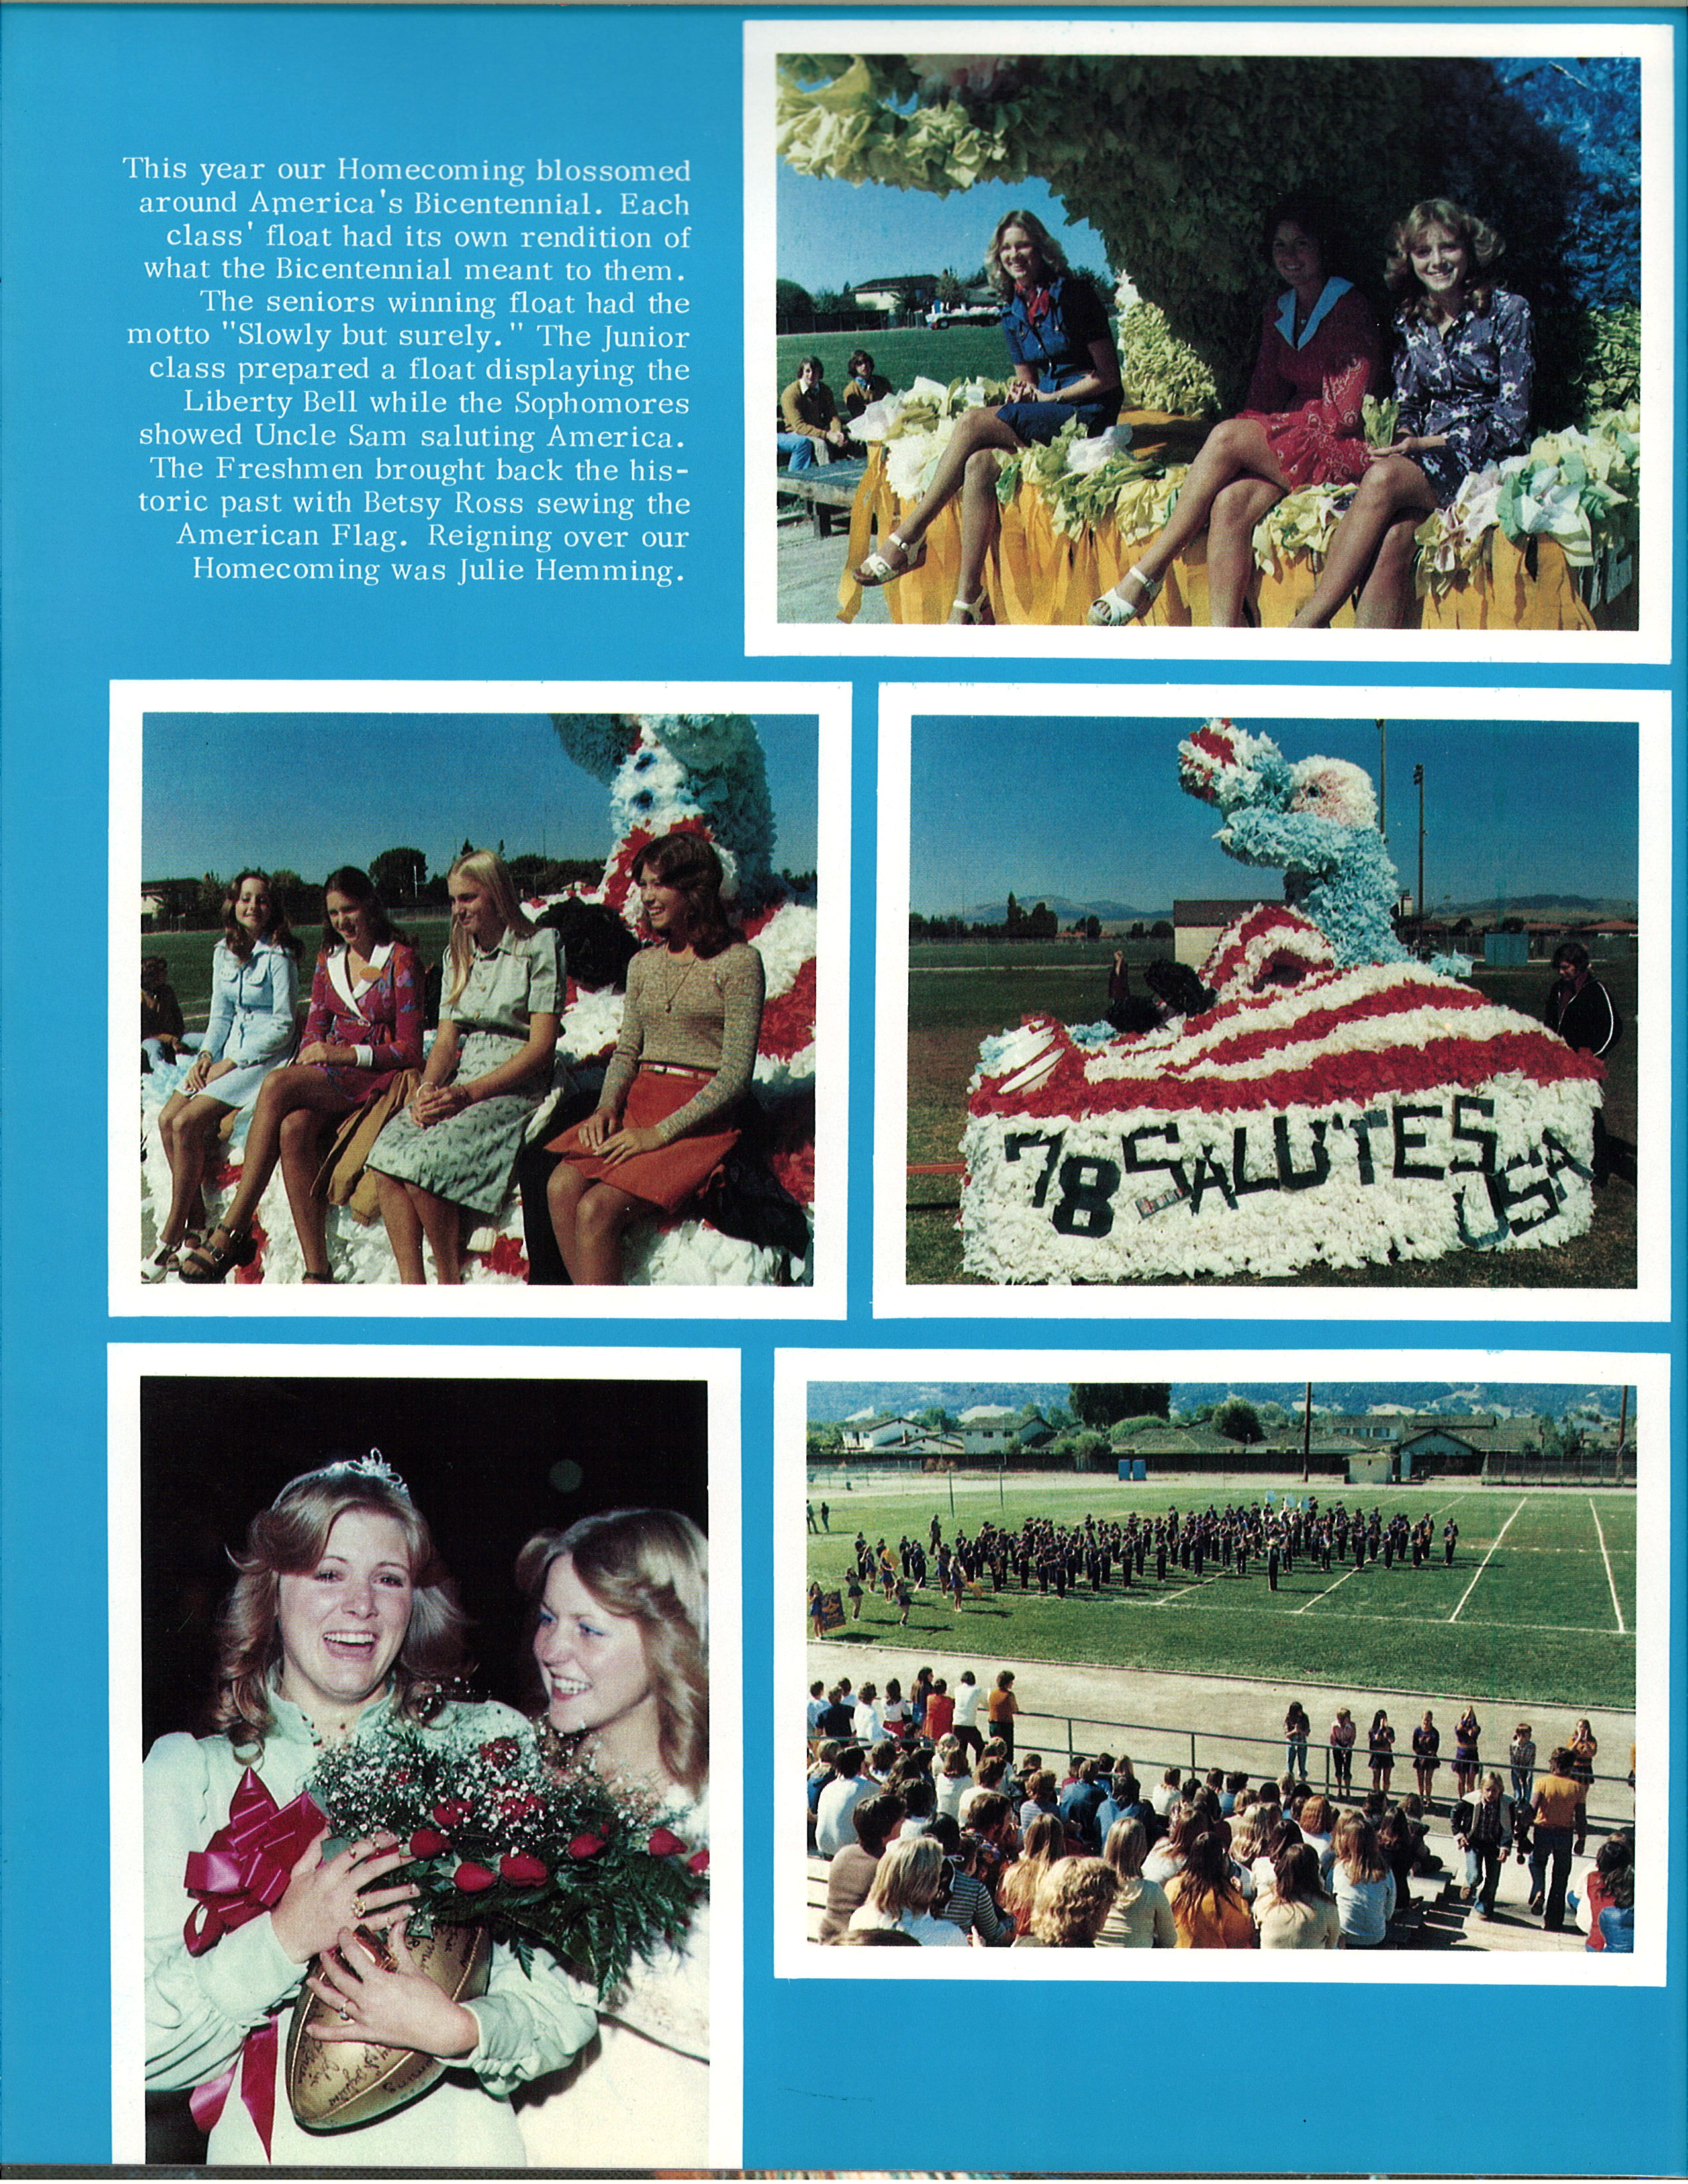 This year our Homecoming blossomed
around America's Bicentennial. Each
class' float had its own rendition of
what the Bicentennial meant to them.
The seniors winning float had the
motto "Slowly but surely." The Junior
class prepared a float displaying the
Liberty Bell while the Sophomores
showed Uncle Sam saluting America.
The Freshmen brought back the his-
toric past with Betsy Ross sewing the
American Flag. Reigning over our
Homecoming was Julie Hemming.
78 SALUTES
USA